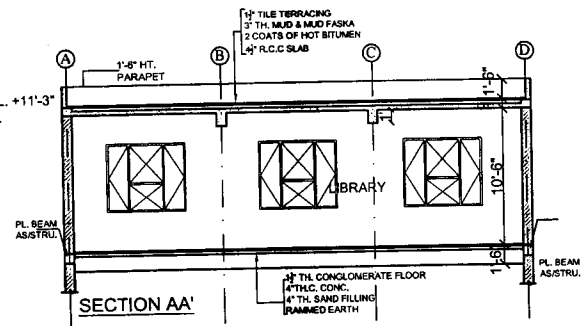 1½" TILE TERRACING
3" TH. MUD & MUD FASKA
2 COATS OF HOT BITUMEN
4½" R.C.C SLAB
A
B
C
D
1'-6" HT.
PARAPET
+11'-3"
1'-6"
1'
10'-6"
LIBRARY
PL. BEAM
AS/STRU.
PL. BEAM
AS/STRU.
1'-6"
1½" TH. CONGLOMERATE FLOOR
4"TH.C. CONC.
4" TH. SAND FILLING
RAMMED EARTH
SECTION AA'